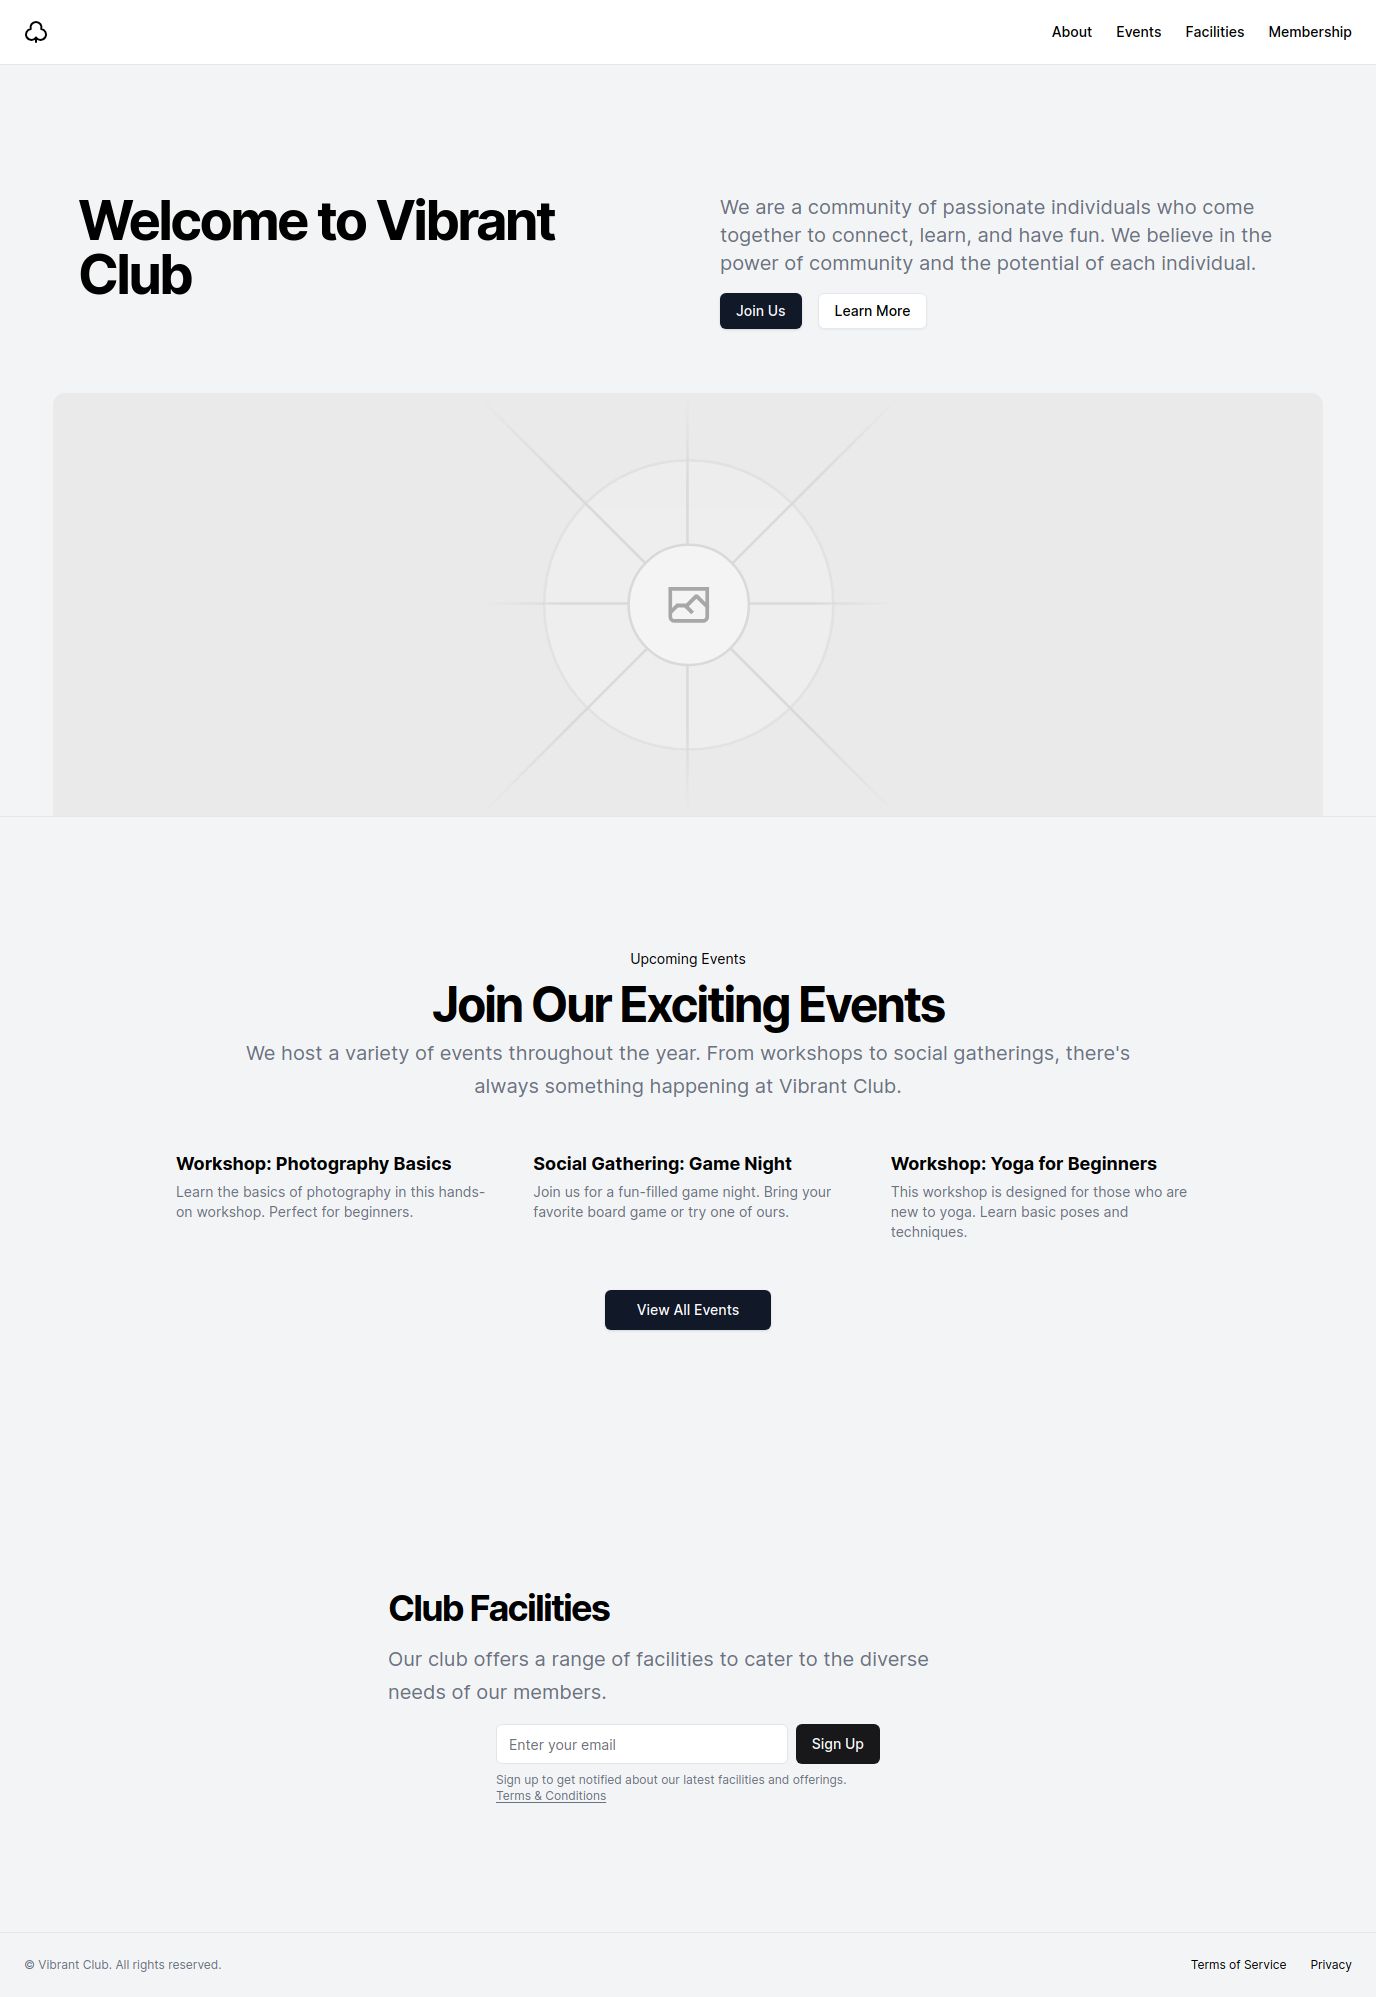 About Events Facilities Membership
Welcome to Vibrant
Club
We are a community of passionate individuals who come
together to connect, learn, and have fun. We believe in the
power of community and the potential of each individual.
Join Us Learn More
Upcoming Events
Join Our Exciting Events
We host a variety of events throughout the year. From workshops to social gatherings, there's
always something happening at Vibrant Club.
Workshop: Photography Basics
Learn the basics of photography in this hands-
on workshop. Perfect for beginners.
Social Gathering: Game Night
Join us for a fun-filled game night. Bring your
favorite board game or try one of ours.
Workshop: Yoga for Beginners
This workshop is designed for those who are
new to yoga. Learn basic poses and
techniques.
View All Events
Club Facilities
Our club offers a range of facilities to cater to the diverse
needs of our members.
Enter your email Sign Up
Sign up to get notified about our latest facilities and offerings.
Terms & Conditions
© Vibrant Club. All rights reserved. Terms of Service Privacy